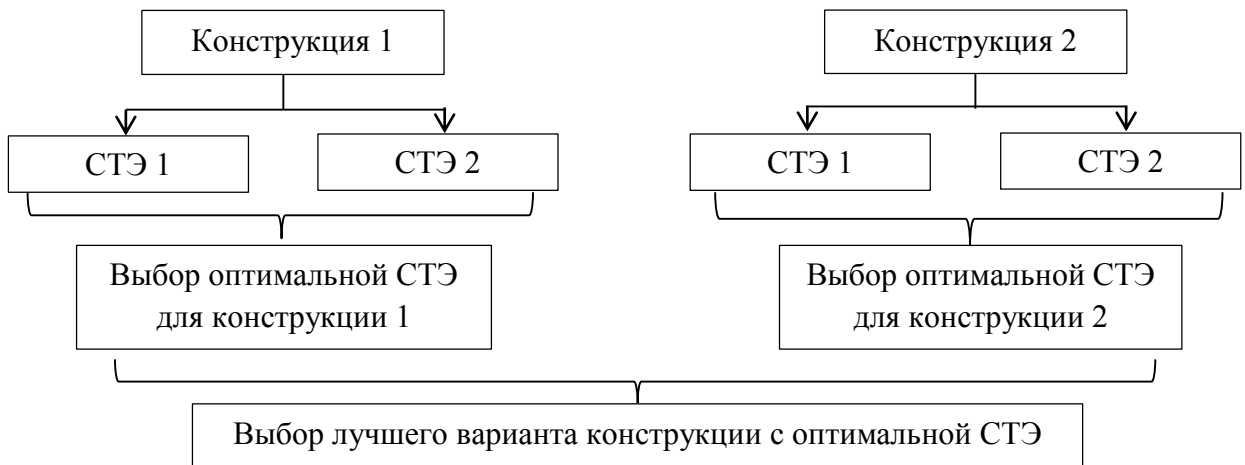 Конструкция 1
Конструкция 2
СТЭ 1
СТЭ 2
СТЭ 1
СТЭ 2
Выбор оптимальной СТЭ
для конструкции 1
Выбор оптимальной СТЭ
для конструкции 2
Выбор лучшего варианта конструкции с оптимальной СТЭ